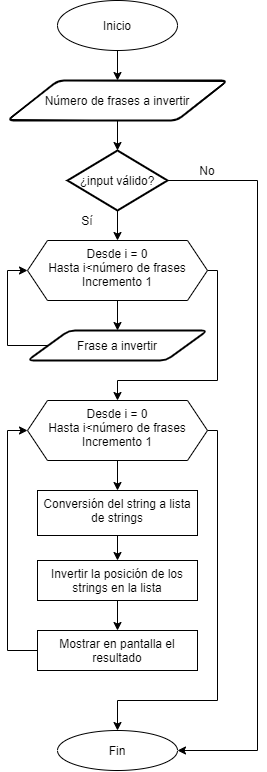 Inicio
Número de frases a invertir
¿input válido?
No
Sí
Desde i = 0
Hasta i<número de frases
Incremento 1
Frase a invertir
Desde i = 0
Hasta i<número de frases
Incremento 1
Conversión del string a lista
de strings
Invertir la posición de los
strings en la lista
Mostrar en pantalla el
resultado
Fin